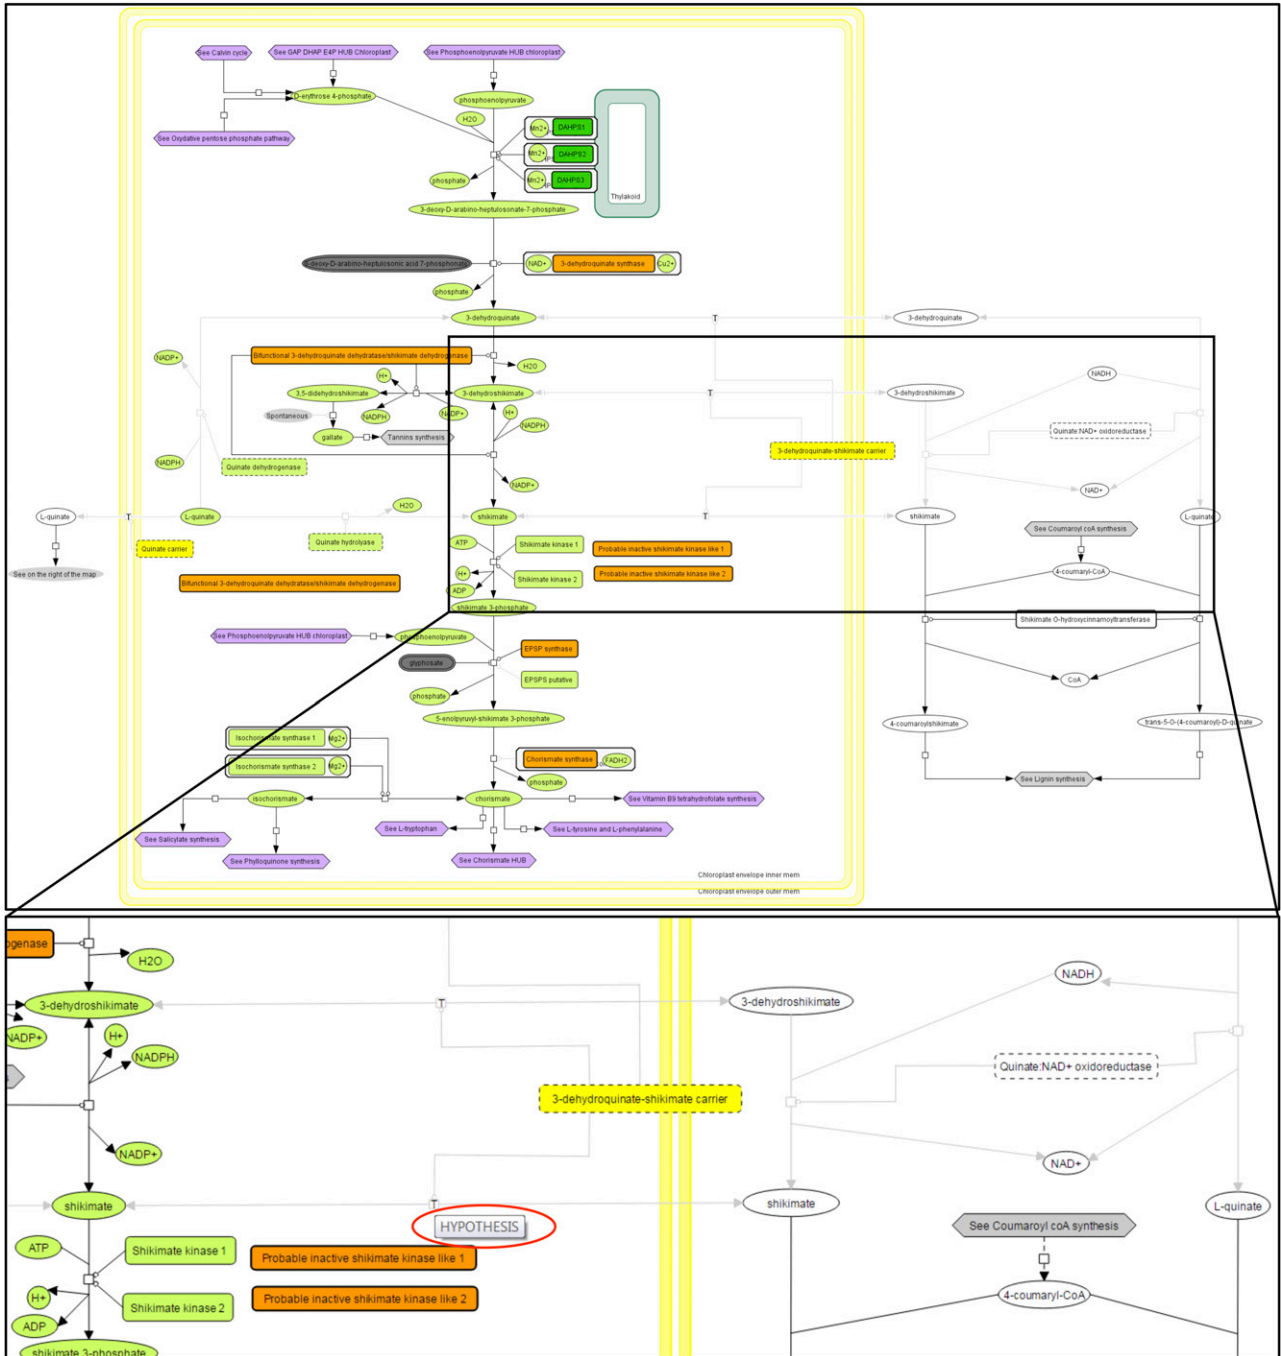 See Calvin cycle
See GAP DHAP E4P HUB Chloroplast
See Phosphoenolpyruvate HUB chloroplast
D-erythrose 4-phosphate
phosphoenolpyruvate
H2O
Mn2+
DAHPS1
See Oxydative pentose phosphate pathway
Mn2+
DAHPS2
phosphate
Mn2+
DAHPS3
Thylakoid
3-deoxy-D-arabino-heptulosonate-7-phosphate
-deoxy-D-arabino-heptulosonic acid 7-phosphonate
NAD+
3-dehydroquinate synthase
Cu2+
phosphate
3-dehydroquinate
T
3-dehydroquinate
NADP+
Bifunctional 3-dehydroquinate dehydratase/shikimate dehydrogenase
H2O
H+
NADH
3,5-didehydroshikimate
3-dehydroshikimate
T
3-dehydroshikimate
Spontaneous
NADPH
NADP+
H+
NADPH
gallate
Tannins synthesis
Quinate:NAD+ oxidoreductase
3-dehydroquinate-shikimate carrier
NADPH
Quinate dehydrogenase
NADP+
NAD+
H2O
L-quinate
T
L-quinate
shikimate
T
shikimate
L-quinate
See Coumaroyl coA synthesis
Quinate carrier
Quinate hydrolyase
ATP
Shikimate kinase 1
Probable inactive shikimate kinase like 1
See on the right of the map
H+
4-coumaryl-CoA
Bifunctional 3-dehydroquinate dehydratase/shikimate dehydrogenase
ADP
Shikimate kinase 2
Probable inactive shikimate kinase like 2
shikimate 3-phosphate
Shikimate O-hydroxycinnamoyltransferase
See Phosphoenolpyruvate HUB chloroplast
phosphoenolpyruvate
EPSP synthase
glyphosate
EPSPS putative
CoA
phosphate
5-enolpyruvyl-shikimate 3-phosphate
4-coumaroylshikimate
trans-5-O-(4-coumaroyl)-D-quinate
Isochorismate synthase 1
Mg2+
Chorismate synthase
FADH2
Isochorismate synthase 2
Mg2+
phosphate
See Lignin synthesis
isochorismate
chorismate
See Vitamin B9 tetrahydrofolate synthesis
See L-tryptophan
See L-tyrosine and L-phenylalanine
See Salicylate synthesis
See Phylloquinone synthesis
See Chorismate HUB
Chloroplast envelope inner mem
Chloroplast envelope outer mem
ogenase
H2O
NADH
3-dehydroshikimate
T
3-dehydroshikimate
NADP+
H+
NADPH
Quinate:NAD+ oxidoreductase
3-dehydroquinate-shikimate carrier
NADP+
NAD+
shikimate
T
shikimate
L-quinate
HYPOTHESIS
See Coumaroyl coA synthesis
ATP
Shikimate kinase 1
Probable inactive shikimate kinase like 1
H+
Shikimate kinase 2
Probable inactive shikimate kinase like 2
4-coumaryl-CoA
ADP
shikimate 3-phosphate